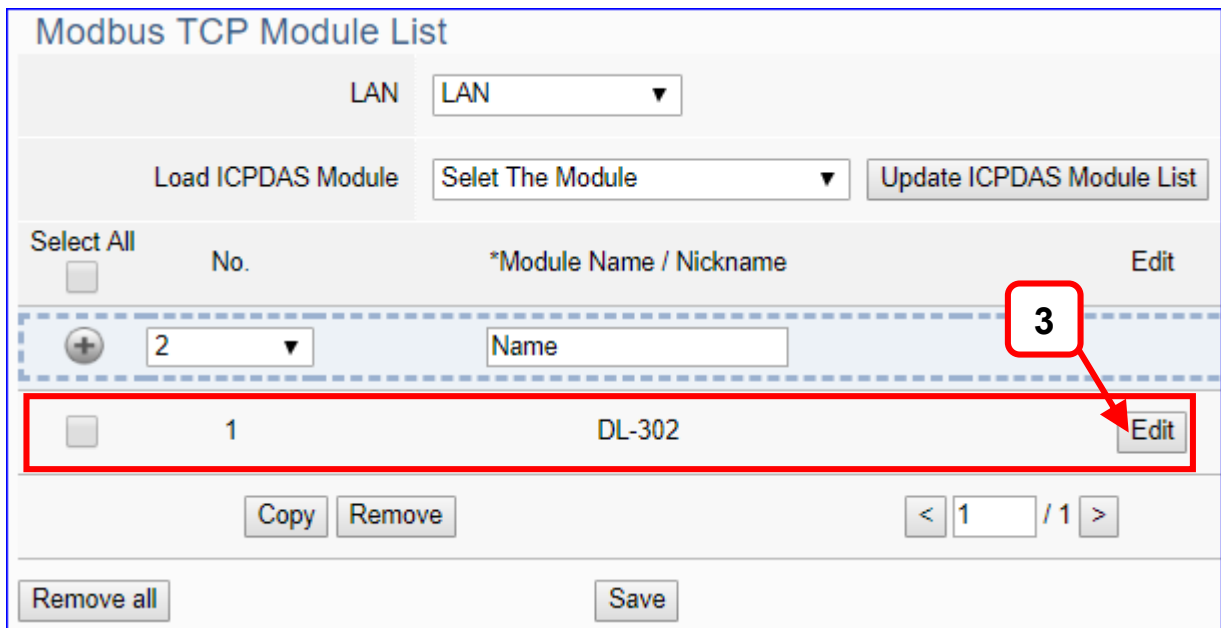 Modbus TCP Module List
LAN LAN
Load ICPDAS Module Selet The Module Update ICPDAS Module List
Select All
No. *Module Name / Nickname Edit
3
2 Name
1 DL-302 Edit
Copy Remove < 1 / 1 >
Remove all Save